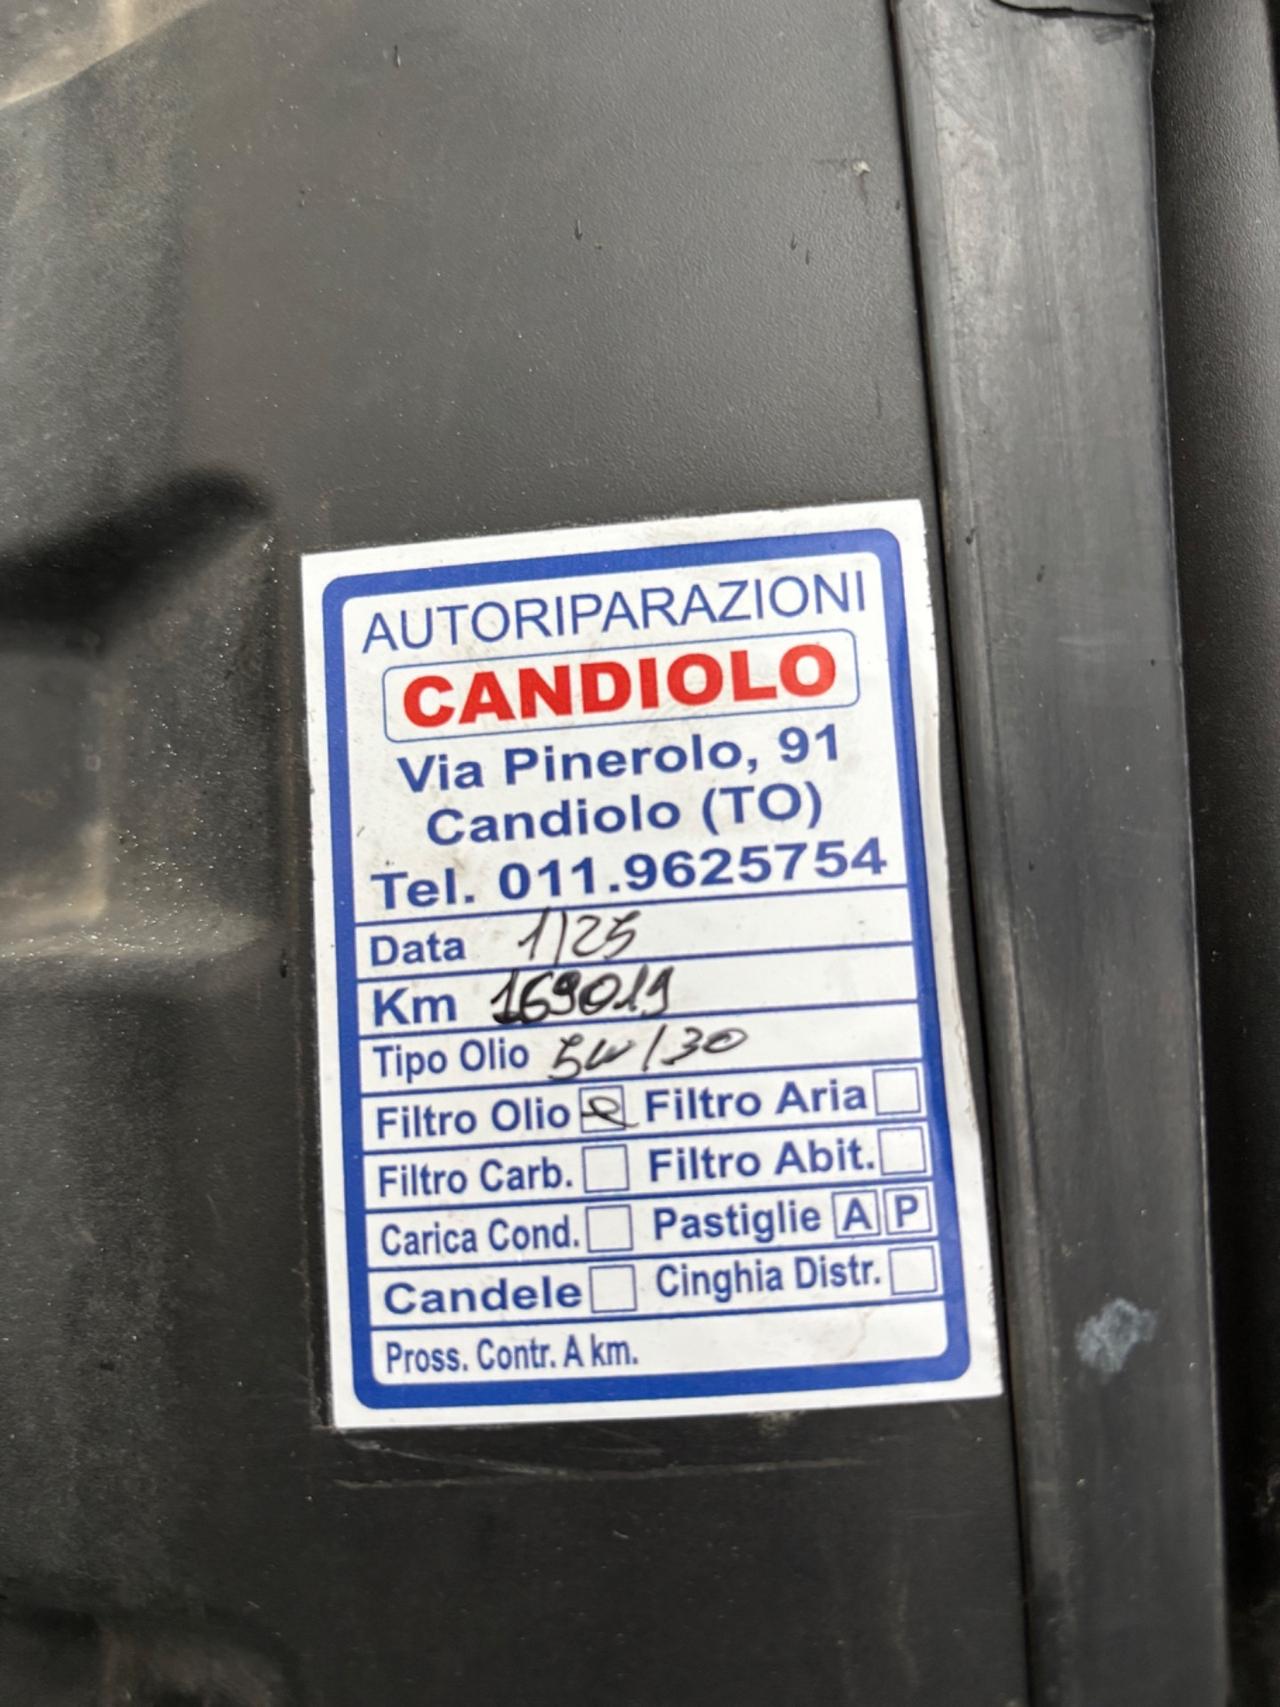 AUTORIPARAZIONI
CANDIOLO
Via Pinerolo, 91
Candiolo (TO)
Tel. 011.9625754
Data 1/25
Km 169019
Tipo Olio 5W/30
Filtro Olio Filtro Aria
Filtro Carb. Filtro Abit.
Carica Cond. Pastiglie A P
Candele Cinghia Distr.
Pross. Contr. A km.